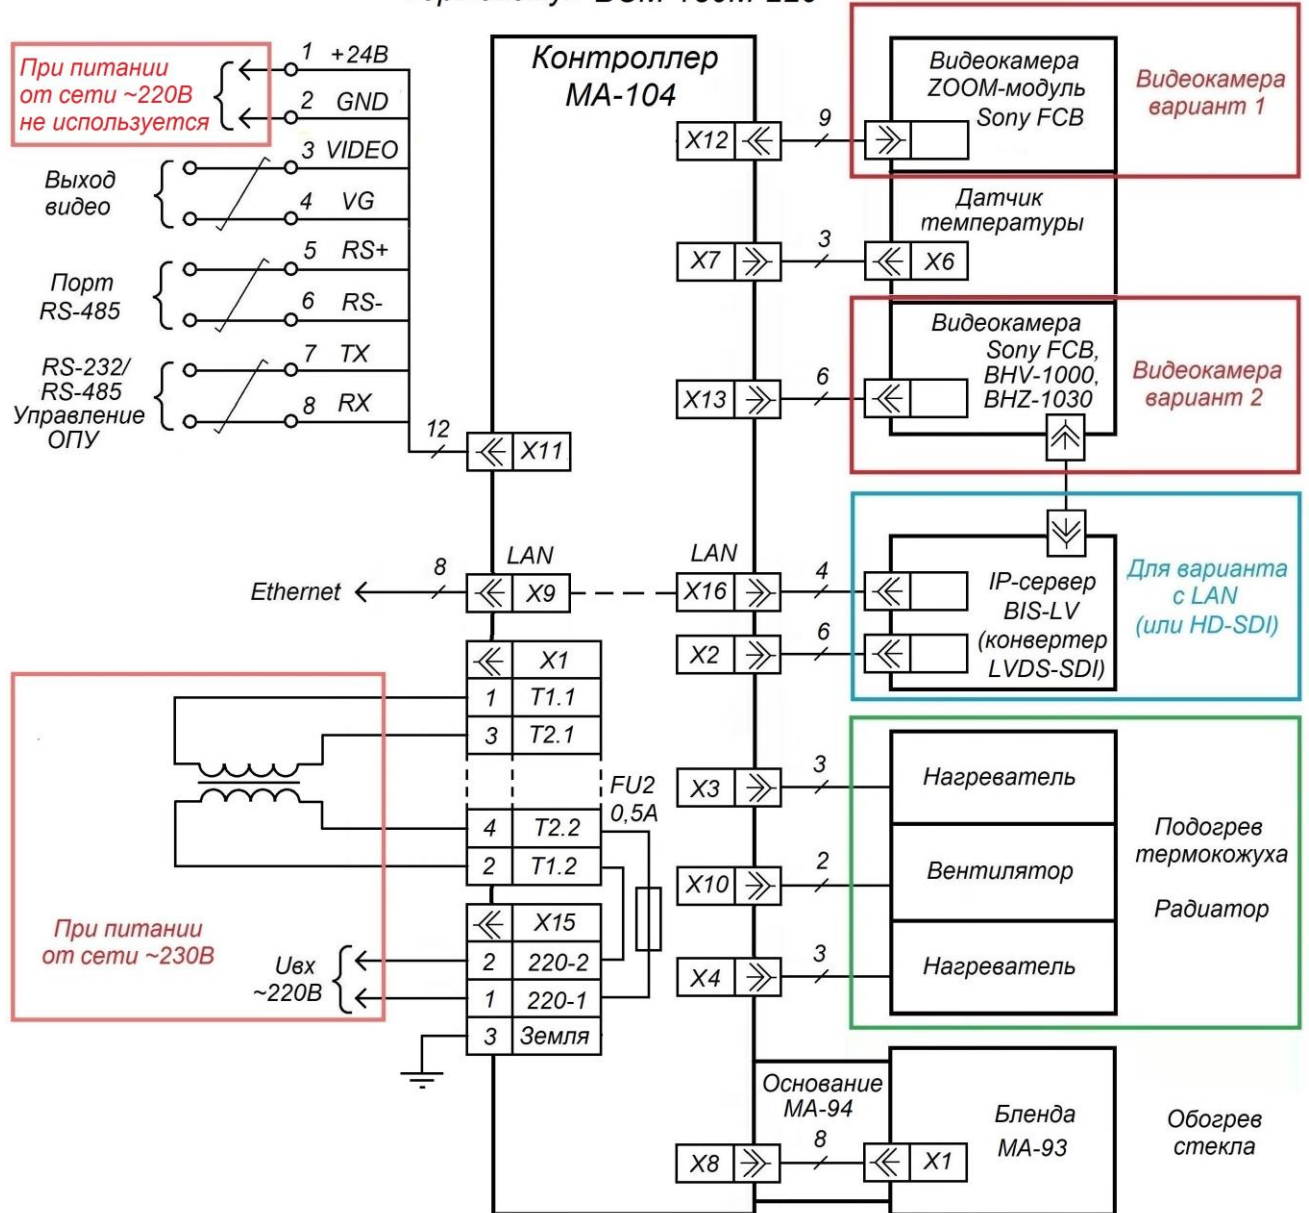 BSM-150M-220
При питании
от сети ~220В
не используется
1 +24В
2 GND
3 VIDEO
4 VG
Выход
видео
5 RS+
6 RS-
Порт
RS-485
7 TX
8 RX
RS-232/
RS-485
Управление
ОПУ
12
X11
Контроллер
МА-104
X12
9
Видеокамера
ZOOM-модуль
Sony FCB
Видеокамера
вариант 1
X7
3
Датчик
температуры
X6
X13
6
Видеокамера
Sony FCB,
BHV-1000,
BHZ-1030
Видеокамера
вариант 2
Ethernet
8
LAN
X9
LAN
X16
4
X2
6
IP-сервер
BIS-LV
(конвертер
LVDS-SDI)
Для варианта
с LAN
(или HD-SDI)
X1
1 T1.1
3 T2.1
4 T2.2
2 T1.2
FU2
0,5А
X15
2 220-2
1 220-1
3 Земля
При питании
от сети ~230В
Uвх
~220В
X3
3
Нагреватель
X10
2
Вентилятор
X4
3
Нагреватель
Подогрев
термокожуха
Радиатор
Основание
МА-94
X8
8
X1
Бленда
МА-93
Обогрев
стекла